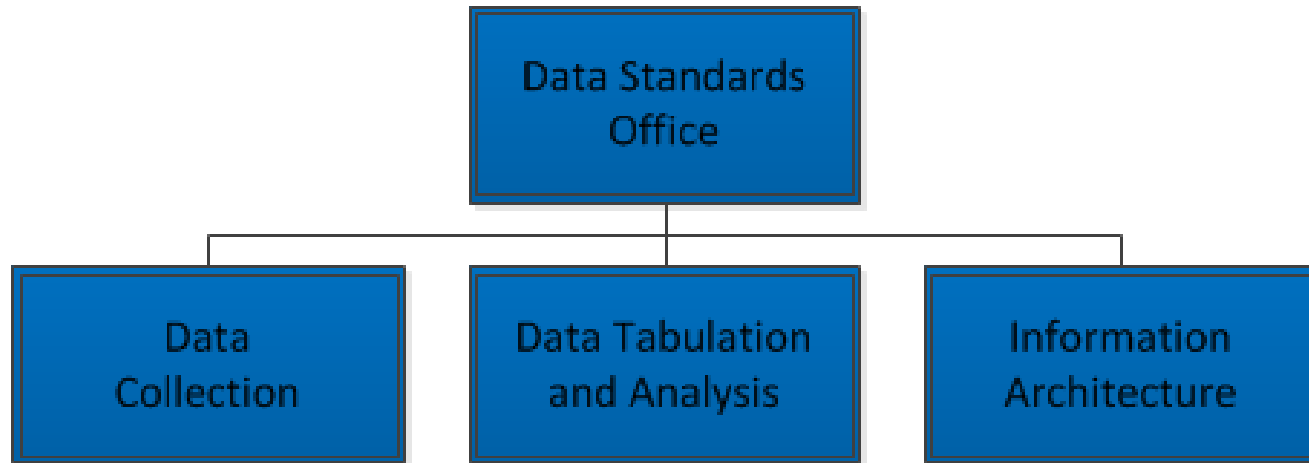 Data Standards
Office
Data
Collection
Data Tabulation
and Analysis
Information
Architecture